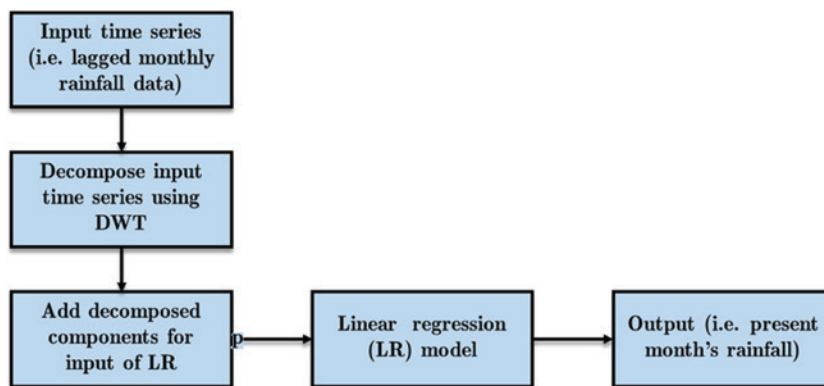 Input time series
(i.e. lagged monthly
rainfall data)
Decompose input
time series using
DWT
Add decomposed
components for
input of LR
p
Linear regression
(LR) model
Output (i.e. present
month's rainfall)